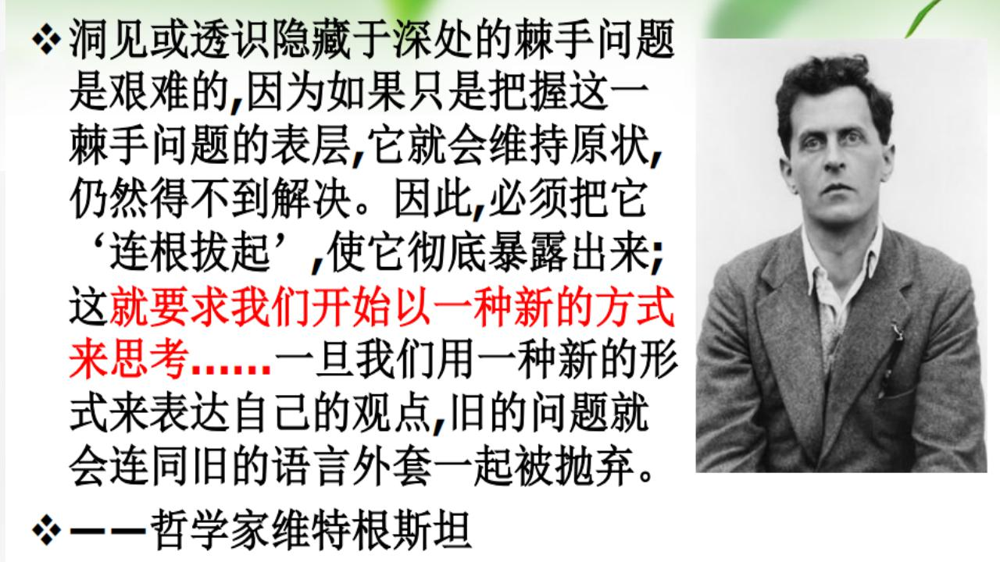 ❖洞见或透识隐藏于深处的棘手问题
是艰难的,因为如果只是把握这一
棘手问题的表层,它就会维持原状,
仍然得不到解决。因此,必须把它
‘连根拔起’,使它彻底暴露出来;
这就要求我们开始以一种新的方式
来思考……一旦我们用一种新的形
式来表达自己的观点,旧的问题就
会连同旧的语言外套一起被抛弃。
❖——哲学家维特根斯坦